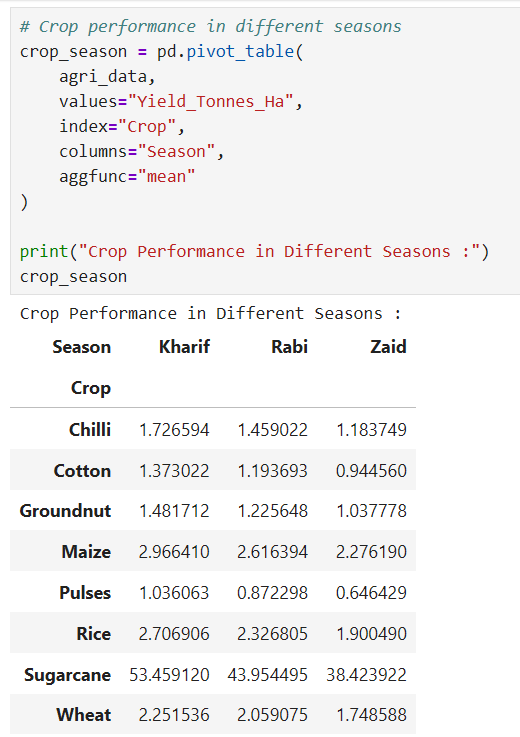 # Crop performance in different seasons
crop_season = pd.pivot_table(
    agri_data,
    values="Yield_Tonnes_Ha",
    index="Crop",
    columns="Season",
    aggfunc="mean"
)

print("Crop Performance in Different Seasons :")
crop_season
Crop Performance in Different Seasons :
Season Kharif Rabi Zaid
Crop
Chilli 1.726594 1.459022 1.183749
Cotton 1.373022 1.193693 0.944560
Groundnut 1.481712 1.225648 1.037778
Maize 2.966410 2.616394 2.276190
Pulses 1.036063 0.872298 0.646429
Rice 2.706906 2.326805 1.900490
Sugarcane 53.459120 43.954495 38.423922
Wheat 2.251536 2.059075 1.748588